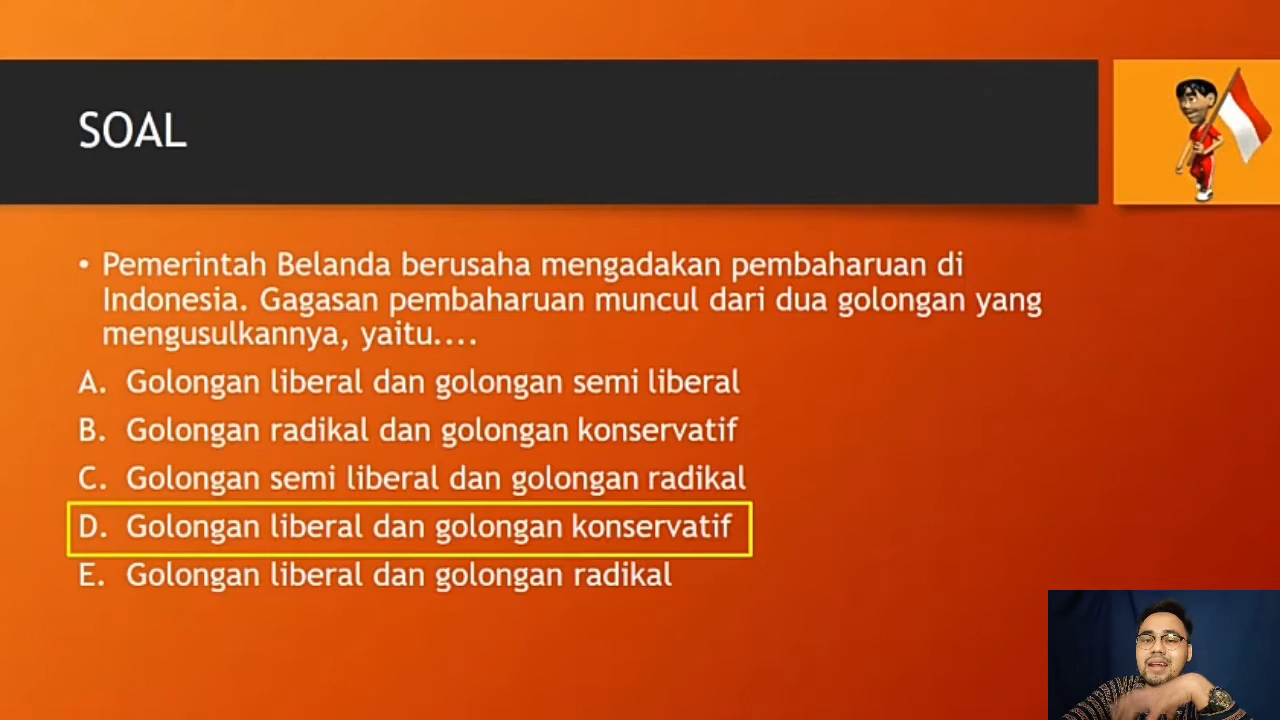 SOAL
• Pemerintah Belanda berusaha mengadakan pembaharuan di
Indonesia. Gagasan pembaharuan muncul dari dua golongan yang
mengusulkannya, yaitu....
A. Golongan liberal dan golongan semi liberal
B. Golongan radikal dan golongan konservatif
C. Golongan semi liberal dan golongan radikal
D. Golongan liberal dan golongan konservatif
E. Golongan liberal dan golongan radikal